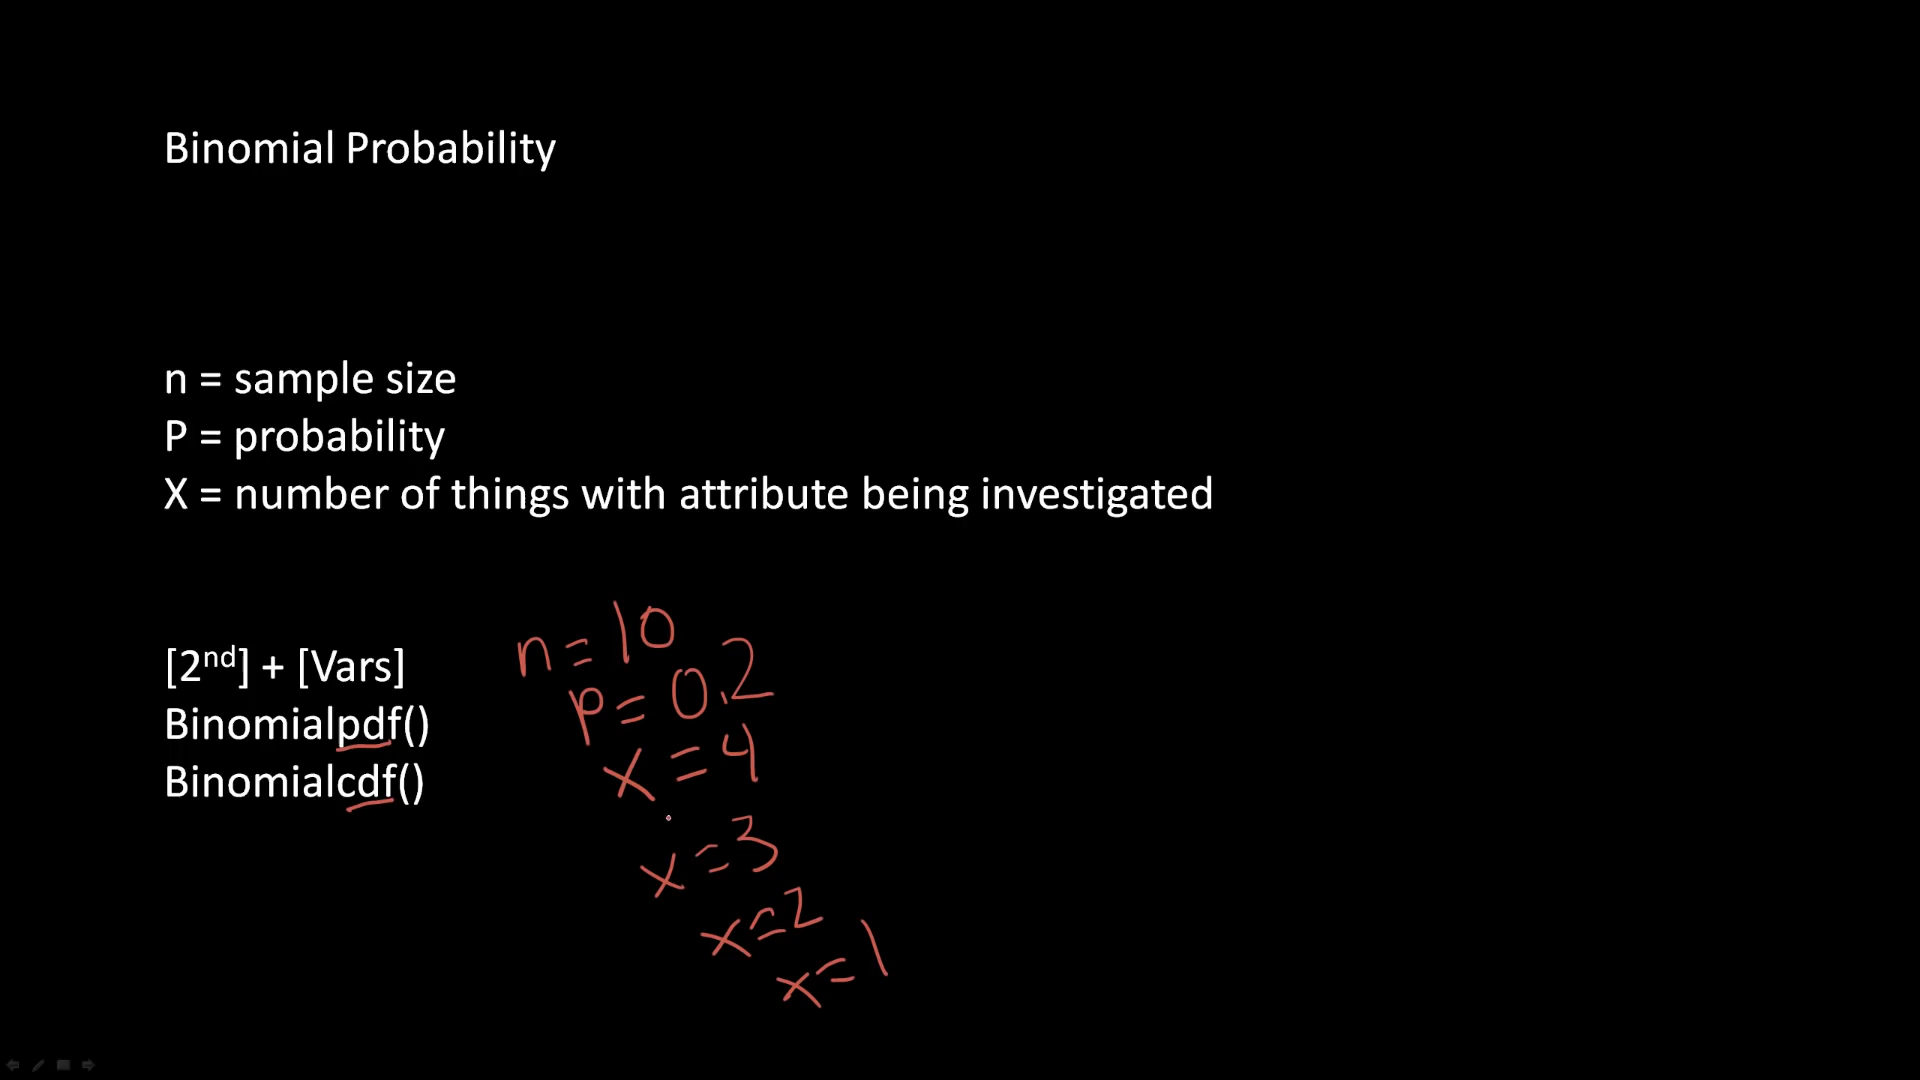 Binomial Probability
n = sample size
P = probability
X = number of things with attribute being investigated
[2nd] + [Vars]
Binomialpdf()
Binomialcdf()
n=10
p=0.2
x=4
x=3
x=2
x=1